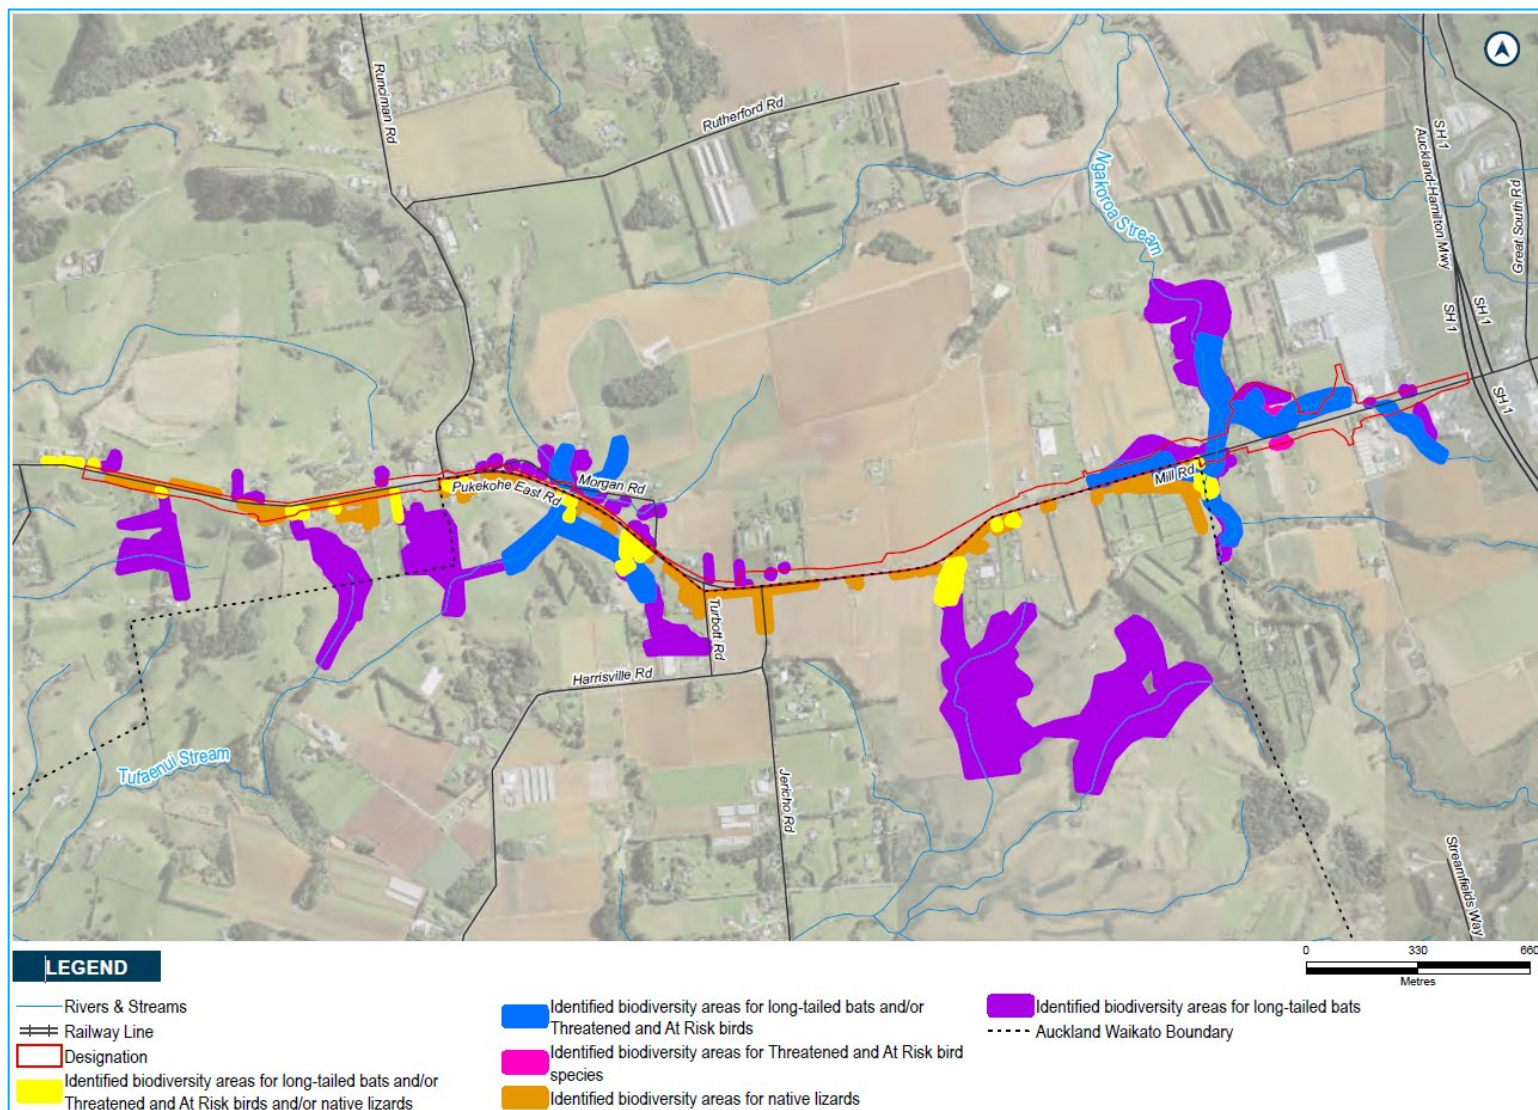 Runciman Rd
Rutherford Rd
Ngakoroa Stream
SH 1
Auckland-Hamilton Mwy
Great South Rd
SH 1
SH 1
SH 1
Morgan Rd
Pukekohe East Rd
Mill Rd
Turbott Rd
Harrisville Rd
Tutaenui Stream
Jericho Rd
Streamfields Way
LEGEND
0 330 660
Metres
Rivers & Streams
Railway Line
Designation
Identified biodiversity areas for long-tailed bats and/or
Threatened and At Risk birds and/or native lizards
Identified biodiversity areas for long-tailed bats and/or
Threatened and At Risk birds
Identified biodiversity areas for Threatened and At Risk bird
species
Identified biodiversity areas for native lizards
Identified biodiversity areas for long-tailed bats
Auckland Waikato Boundary